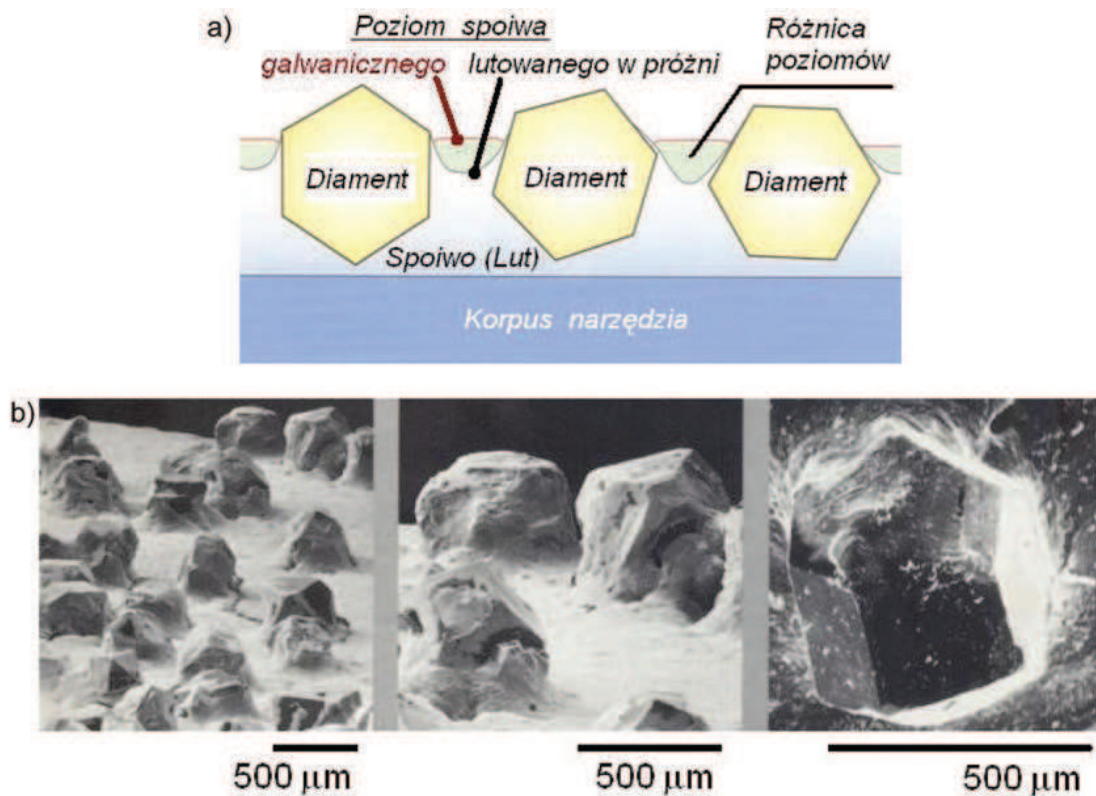 a)
Poziom spoiwa
galwanicznego
lutowanego w próżni
Różnica
poziomów
Diament
Diament
Diament
Spoiwo (Lut)
Korpus narzędzia
b)
500 µm
500 µm
500 µm